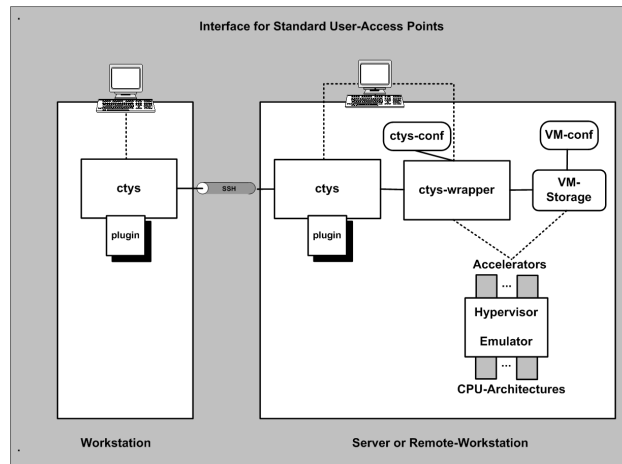 Interface for Standard User-Access Points
ctys-conf
VM-conf
ctys
SSH
ctys
ctys-wrapper
VM-
Storage
plugin
plugin
Accelerators
...
Hypervisor
Emulator
...
CPU-Architectures
Workstation
Server or Remote-Workstation